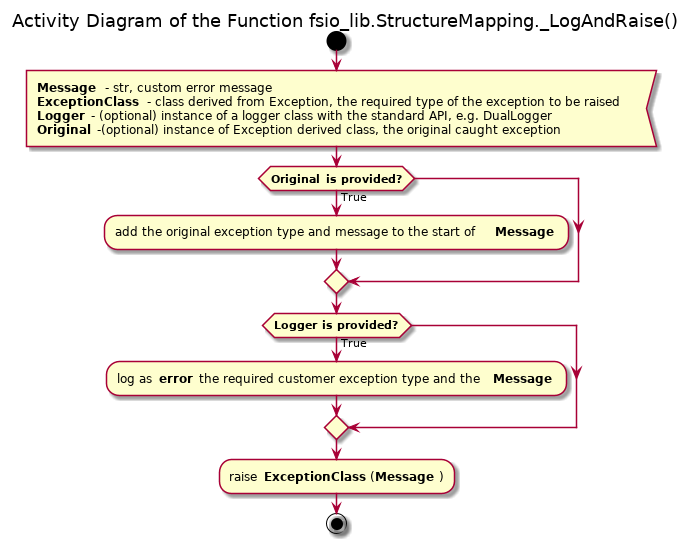 Activity Diagram of the Function fsio_lib.StructureMapping._LogAndRaise()
Message - str, custom error message
ExceptionClass - class derived from Exception, the required type of the exception to be raised
Logger - (optional) instance of a logger class with the standard API, e.g. DualLogger
Original -(optional) instance of Exception derived class, the original caught exception
Original is provided?
True
add the original exception type and message to the start of Message
Logger is provided?
True
log as error the required customer exception type and the Message
raise ExceptionClass (Message )